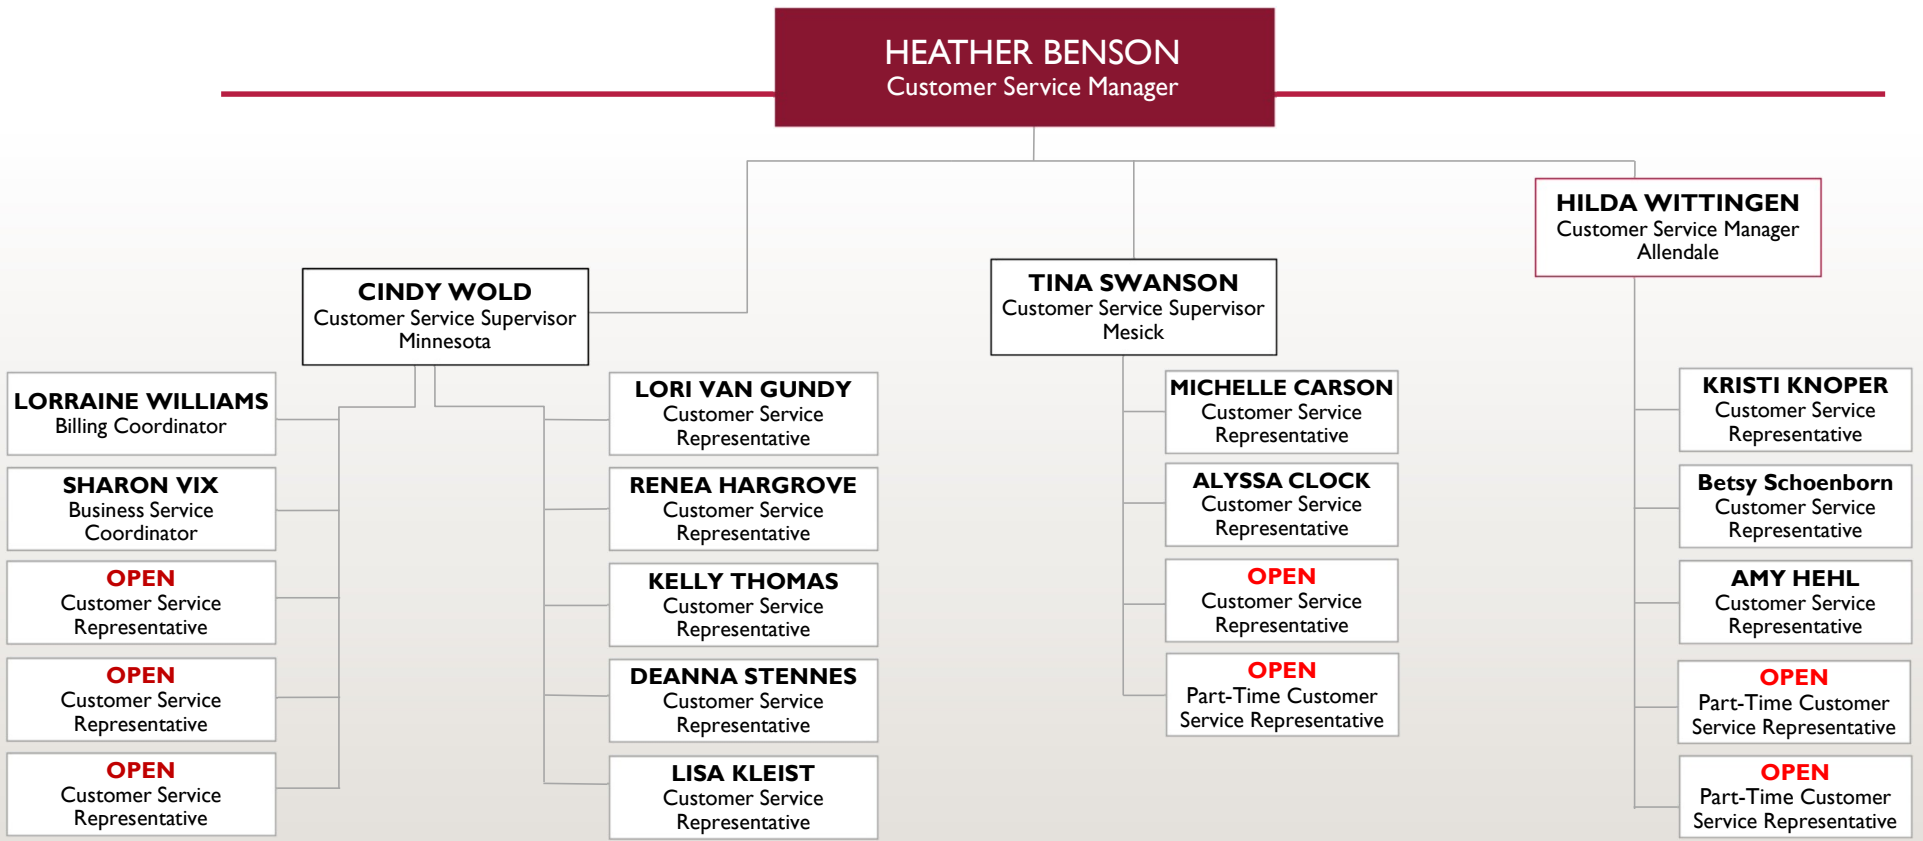 HEATHER BENSON
Customer Service Manager
HILDA WITTINGEN
Customer Service Manager
Allendale
CINDY WOLD
Customer Service Supervisor
Minnesota
TINA SWANSON
Customer Service Supervisor
Mesick
LORRAINE WILLIAMS
Billing Coordinator
SHARON VIX
Business Service
Coordinator
OPEN
Customer Service
Representative
OPEN
Customer Service
Representative
OPEN
Customer Service
Representative
LORI VAN GUNDY
Customer Service
Representative
RENEA HARGROVE
Customer Service
Representative
KELLY THOMAS
Customer Service
Representative
DEANNA STENNES
Customer Service
Representative
LISA KLEIST
Customer Service
Representative
MICHELLE CARSON
Customer Service
Representative
ALYSSA CLOCK
Customer Service
Representative
OPEN
Customer Service
Representative
OPEN
Part-Time Customer
Service Representative
KRISTI KNOPER
Customer Service
Representative
Betsy Schoenborn
Customer Service
Representative
AMY HEHL
Customer Service
Representative
OPEN
Part-Time Customer
Service Representative
OPEN
Part-Time Customer
Service Representative